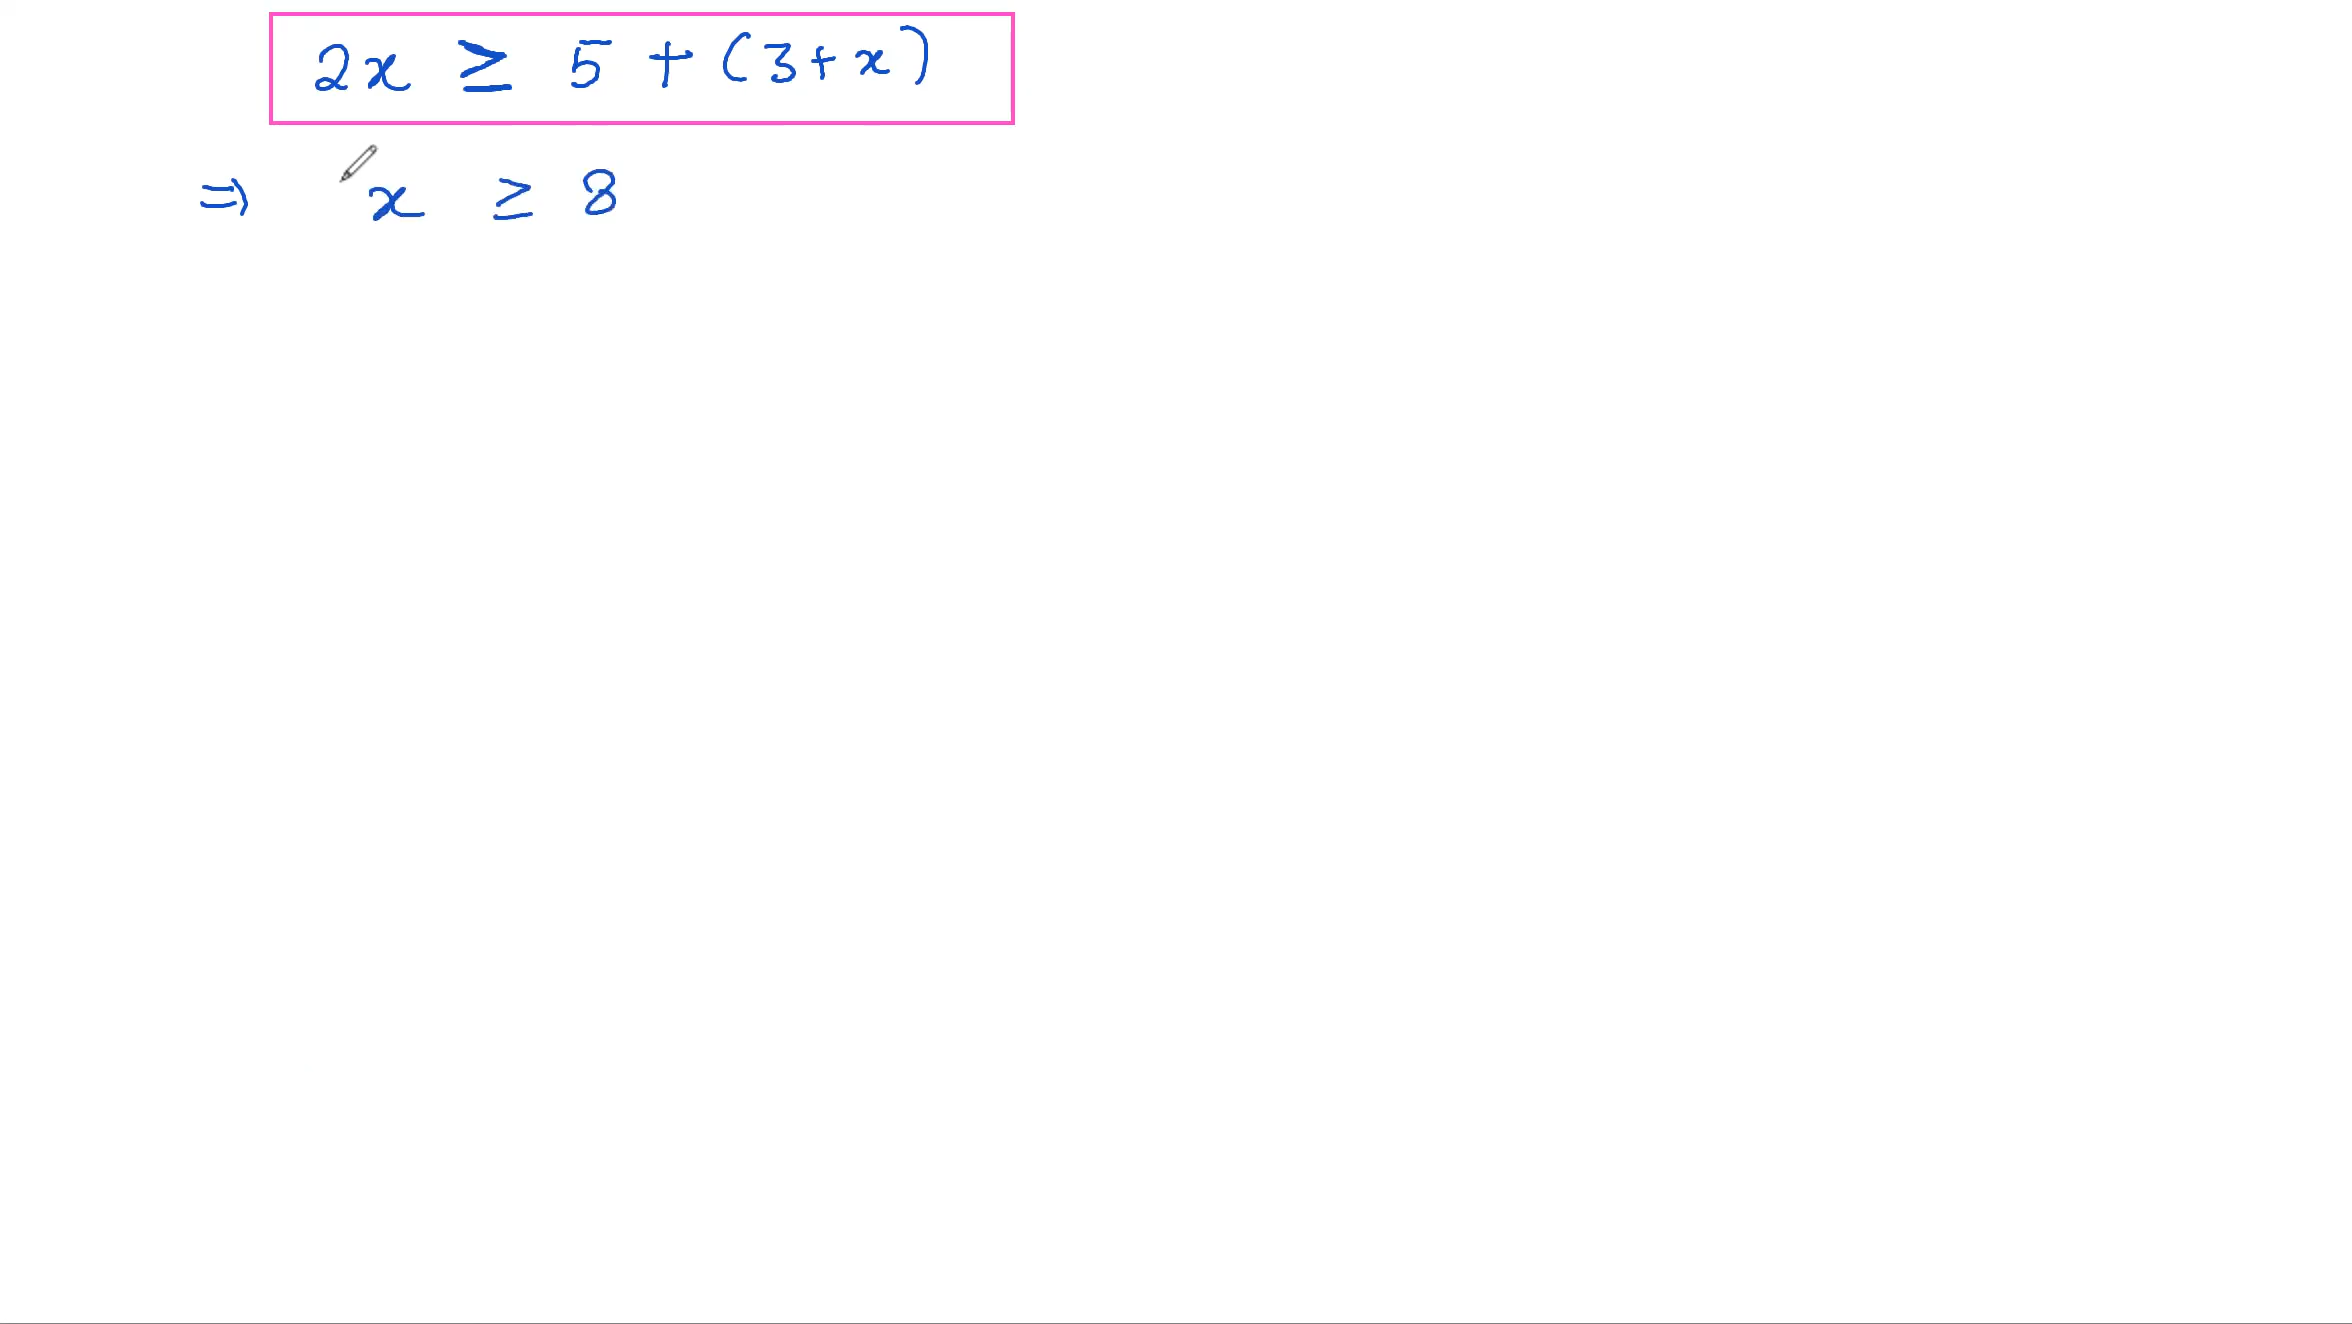 2x ≥ 5 + (3+x)
⇒ x ≥ 8